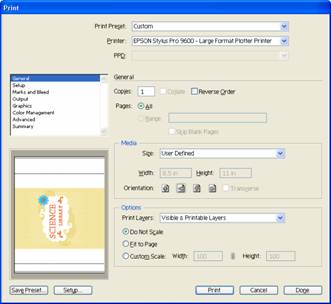 Print
Print Preset: Custom
Printer: EPSON Stylus Pro 9600 - Large Format Plotter Printer
PPD:
General
Setup
Marks and Bleed
Output
Graphics
Color Management
Advanced
Summary
General
Copies: 1 Collate Reverse Order
Pages: All
Range:
Skip Blank Pages
Media
Size: User Defined
Width: 8.5 in Height: 11 in
Orientation: Transverse
Options
Print Layers: Visible & Printable Layers
Do Not Scale
Fit to Page
Custom Scale: Width: 100 Height: 100
SCIENCE
LIBRARY
Save Preset... Setup... Print Cancel Done